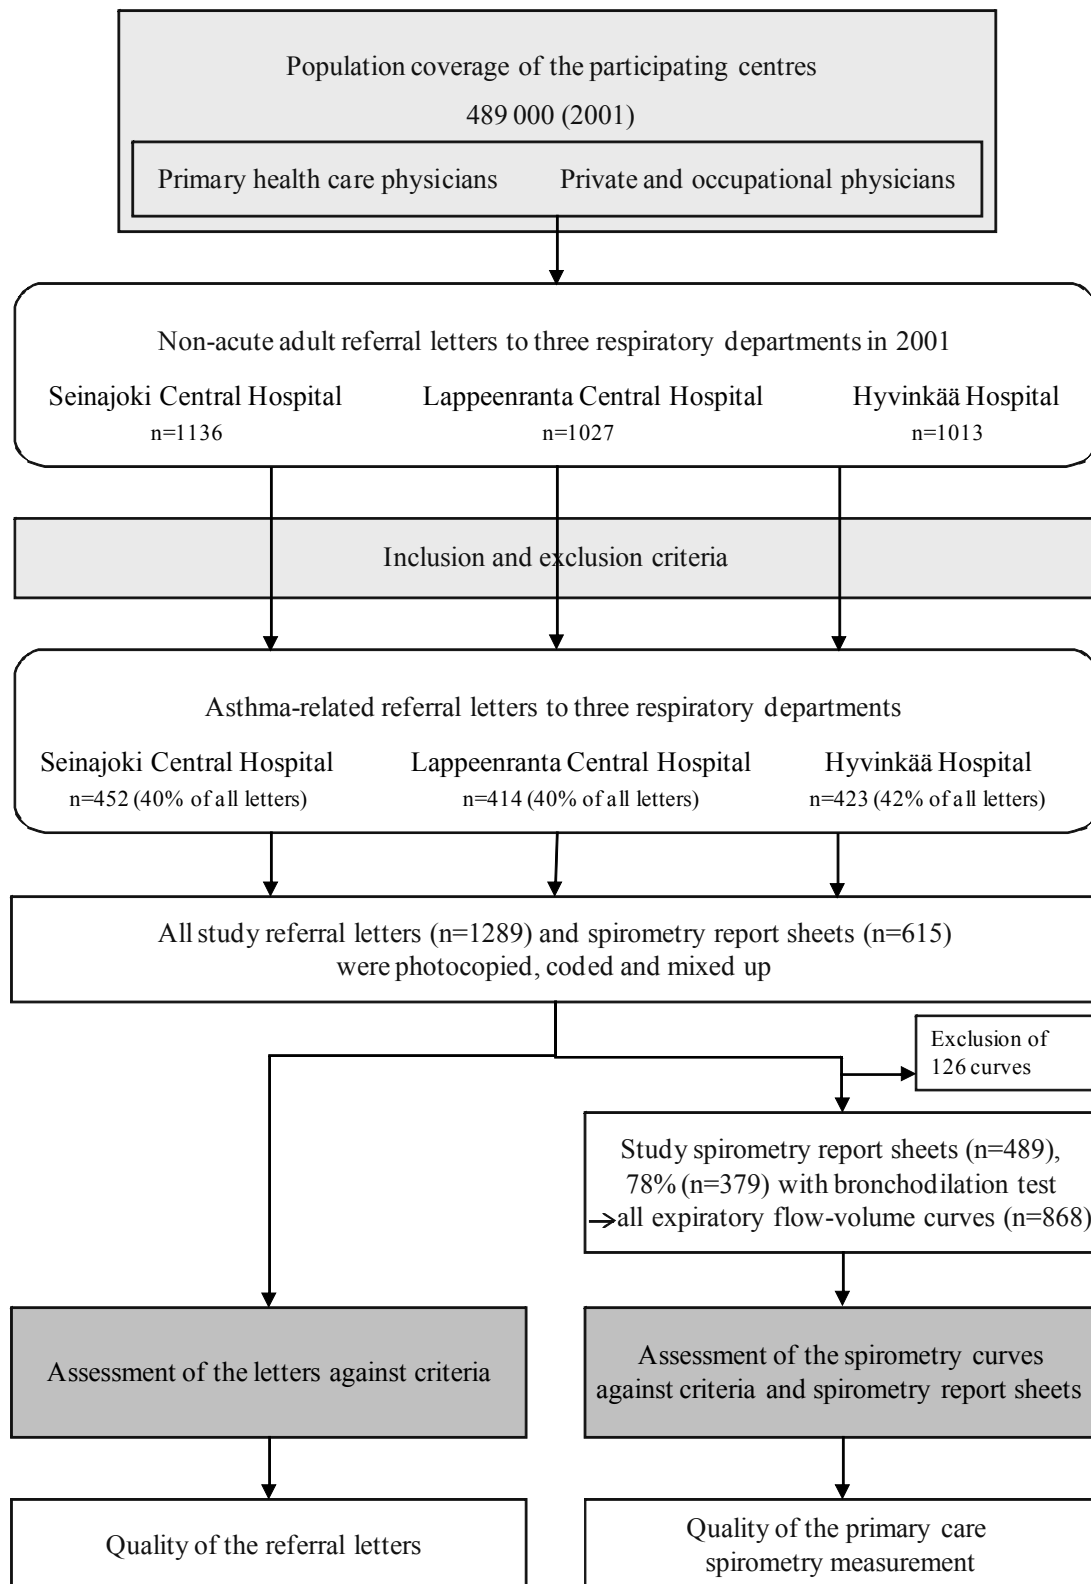 Population coverage of the participating centres
489 000 (2001)
Primary health care physicians Private and occupational physicians
Non-acute adult referral letters to three respiratory departments in 2001
Seinajoki Central Hospital Lappeenranta Central Hospital Hyvinkää Hospital
n=1136 n=1027 n=1013
Inclusion and exclusion criteria
Asthma-related referral letters to three respiratory departments
Seinajoki Central Hospital Lappeenranta Central Hospital Hyvinkää Hospital
n=452 (40% of all letters) n=414 (40% of all letters) n=423 (42% of all letters)
All study referral letters (n=1289) and spirometry report sheets (n=615)
were photocopied, coded and mixed up
Exclusion of
126 curves
Study spirometry report sheets (n=489),
78% (n=379) with bronchodilation test
→all expiratory flow-volume curves (n=868)
Assessment of the letters against criteria
Assessment of the spirometry curves
against criteria and spirometry report sheets
Quality of the referral letters
Quality of the primary care
spirometry measurement